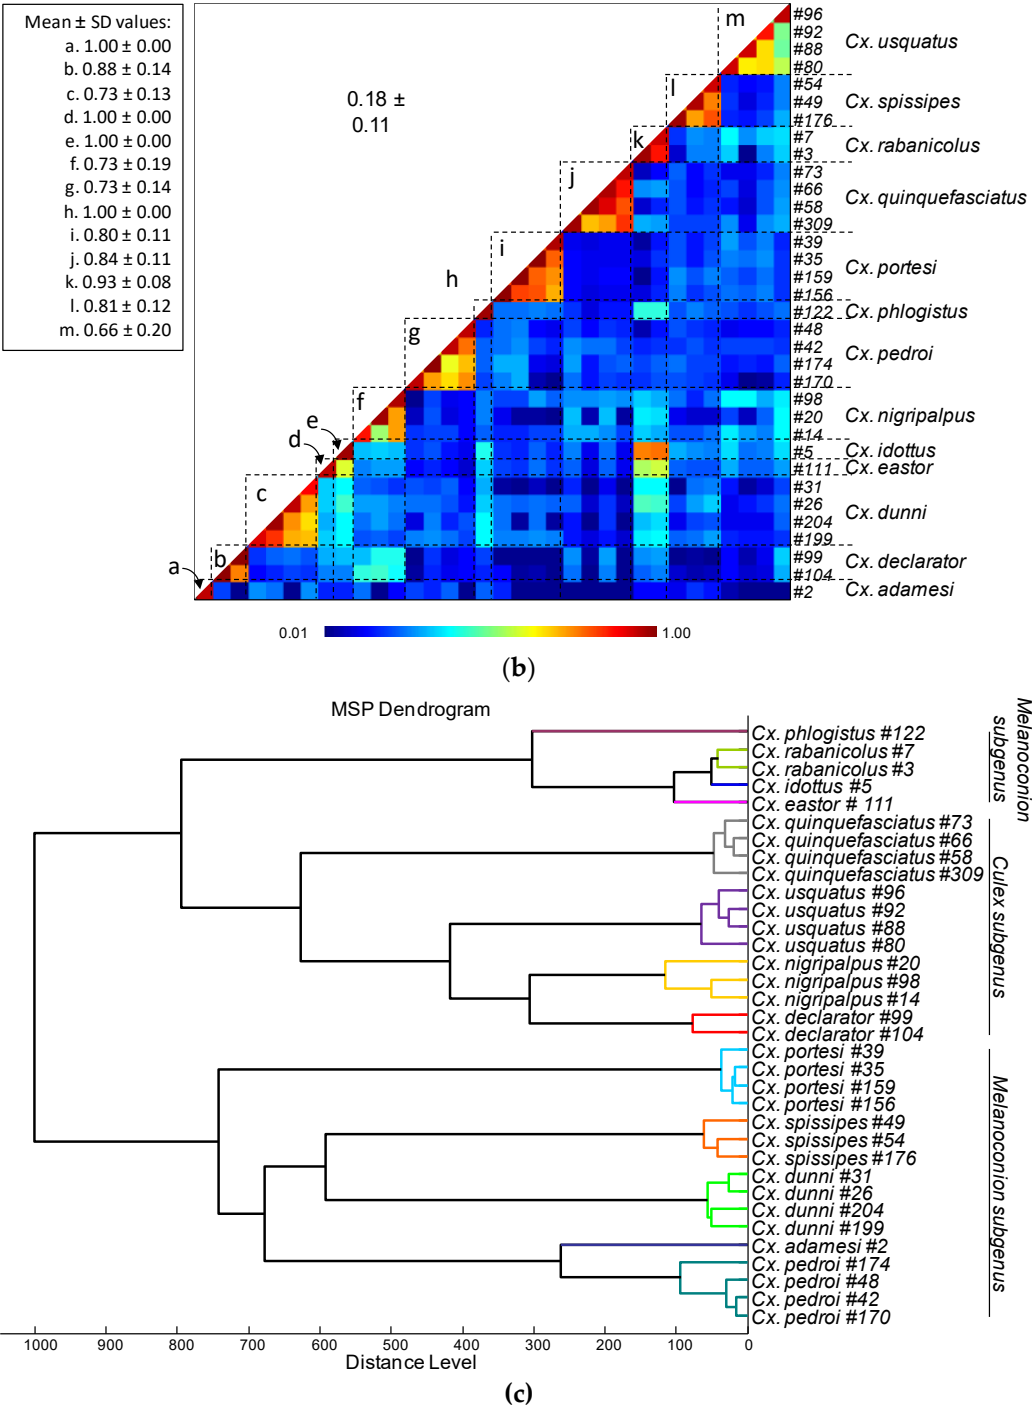 Mean ± SD values:
a. 1.00 ± 0.00
b. 0.88 ± 0.14
c. 0.73 ± 0.13
d. 1.00 ± 0.00
e. 1.00 ± 0.00
f. 0.73 ± 0.19
g. 0.73 ± 0.14
h. 1.00 ± 0.00
i. 0.80 ± 0.11
j. 0.84 ± 0.11
k. 0.93 ± 0.08
l. 0.81 ± 0.12
m. 0.66 ± 0.20
0.18 ±
0.11
a
b
c
d
e
f
g
h
i
j
k
l
m
#96
#92
#88
#80
Cx. usquatus
#54
#49
#176
Cx. spissipes
#7
#3
Cx. rabanicolus
#73
#66
#58
#309
Cx. quinquefasciatus
#39
#35
#159
#156
Cx. portesi
#122
Cx. phlogistus
#48
#42
#174
#170
Cx. pedroi
#98
#20
#14
Cx. nigripalpus
#5
Cx. idottus
#111
Cx. eastor
#31
#26
#204
#199
Cx. dunni
#99
#104
Cx. declarator
#2
Cx. adamesi
0.01
1.00
(b)
MSP Dendrogram
Cx. phlogistus #122
Cx. rabanicolus #7
Cx. rabanicolus #3
Cx. idottus #5
Cx. eastor # 111
Cx. quinquefasciatus #73
Cx. quinquefasciatus #66
Cx. quinquefasciatus #58
Cx. quinquefasciatus #309
Cx. usquatus #96
Cx. usquatus #92
Cx. usquatus #88
Cx. usquatus #80
Cx. nigripalpus #20
Cx. nigripalpus #98
Cx. nigripalpus #14
Cx. declarator #99
Cx. declarator #104
Cx. portesi #39
Cx. portesi #35
Cx. portesi #159
Cx. portesi #156
Cx. spissipes #49
Cx. spissipes #54
Cx. spissipes #176
Cx. dunni #31
Cx. dunni #26
Cx. dunni #204
Cx. dunni #199
Cx. adamesi #2
Cx. pedroi #174
Cx. pedroi #48
Cx. pedroi #42
Cx. pedroi #170
Melanoconion
subgenus
Culex subgenus
Melanoconion subgenus
1000 900 800 700 600 500 400 300 200 100 0
Distance Level
(c)